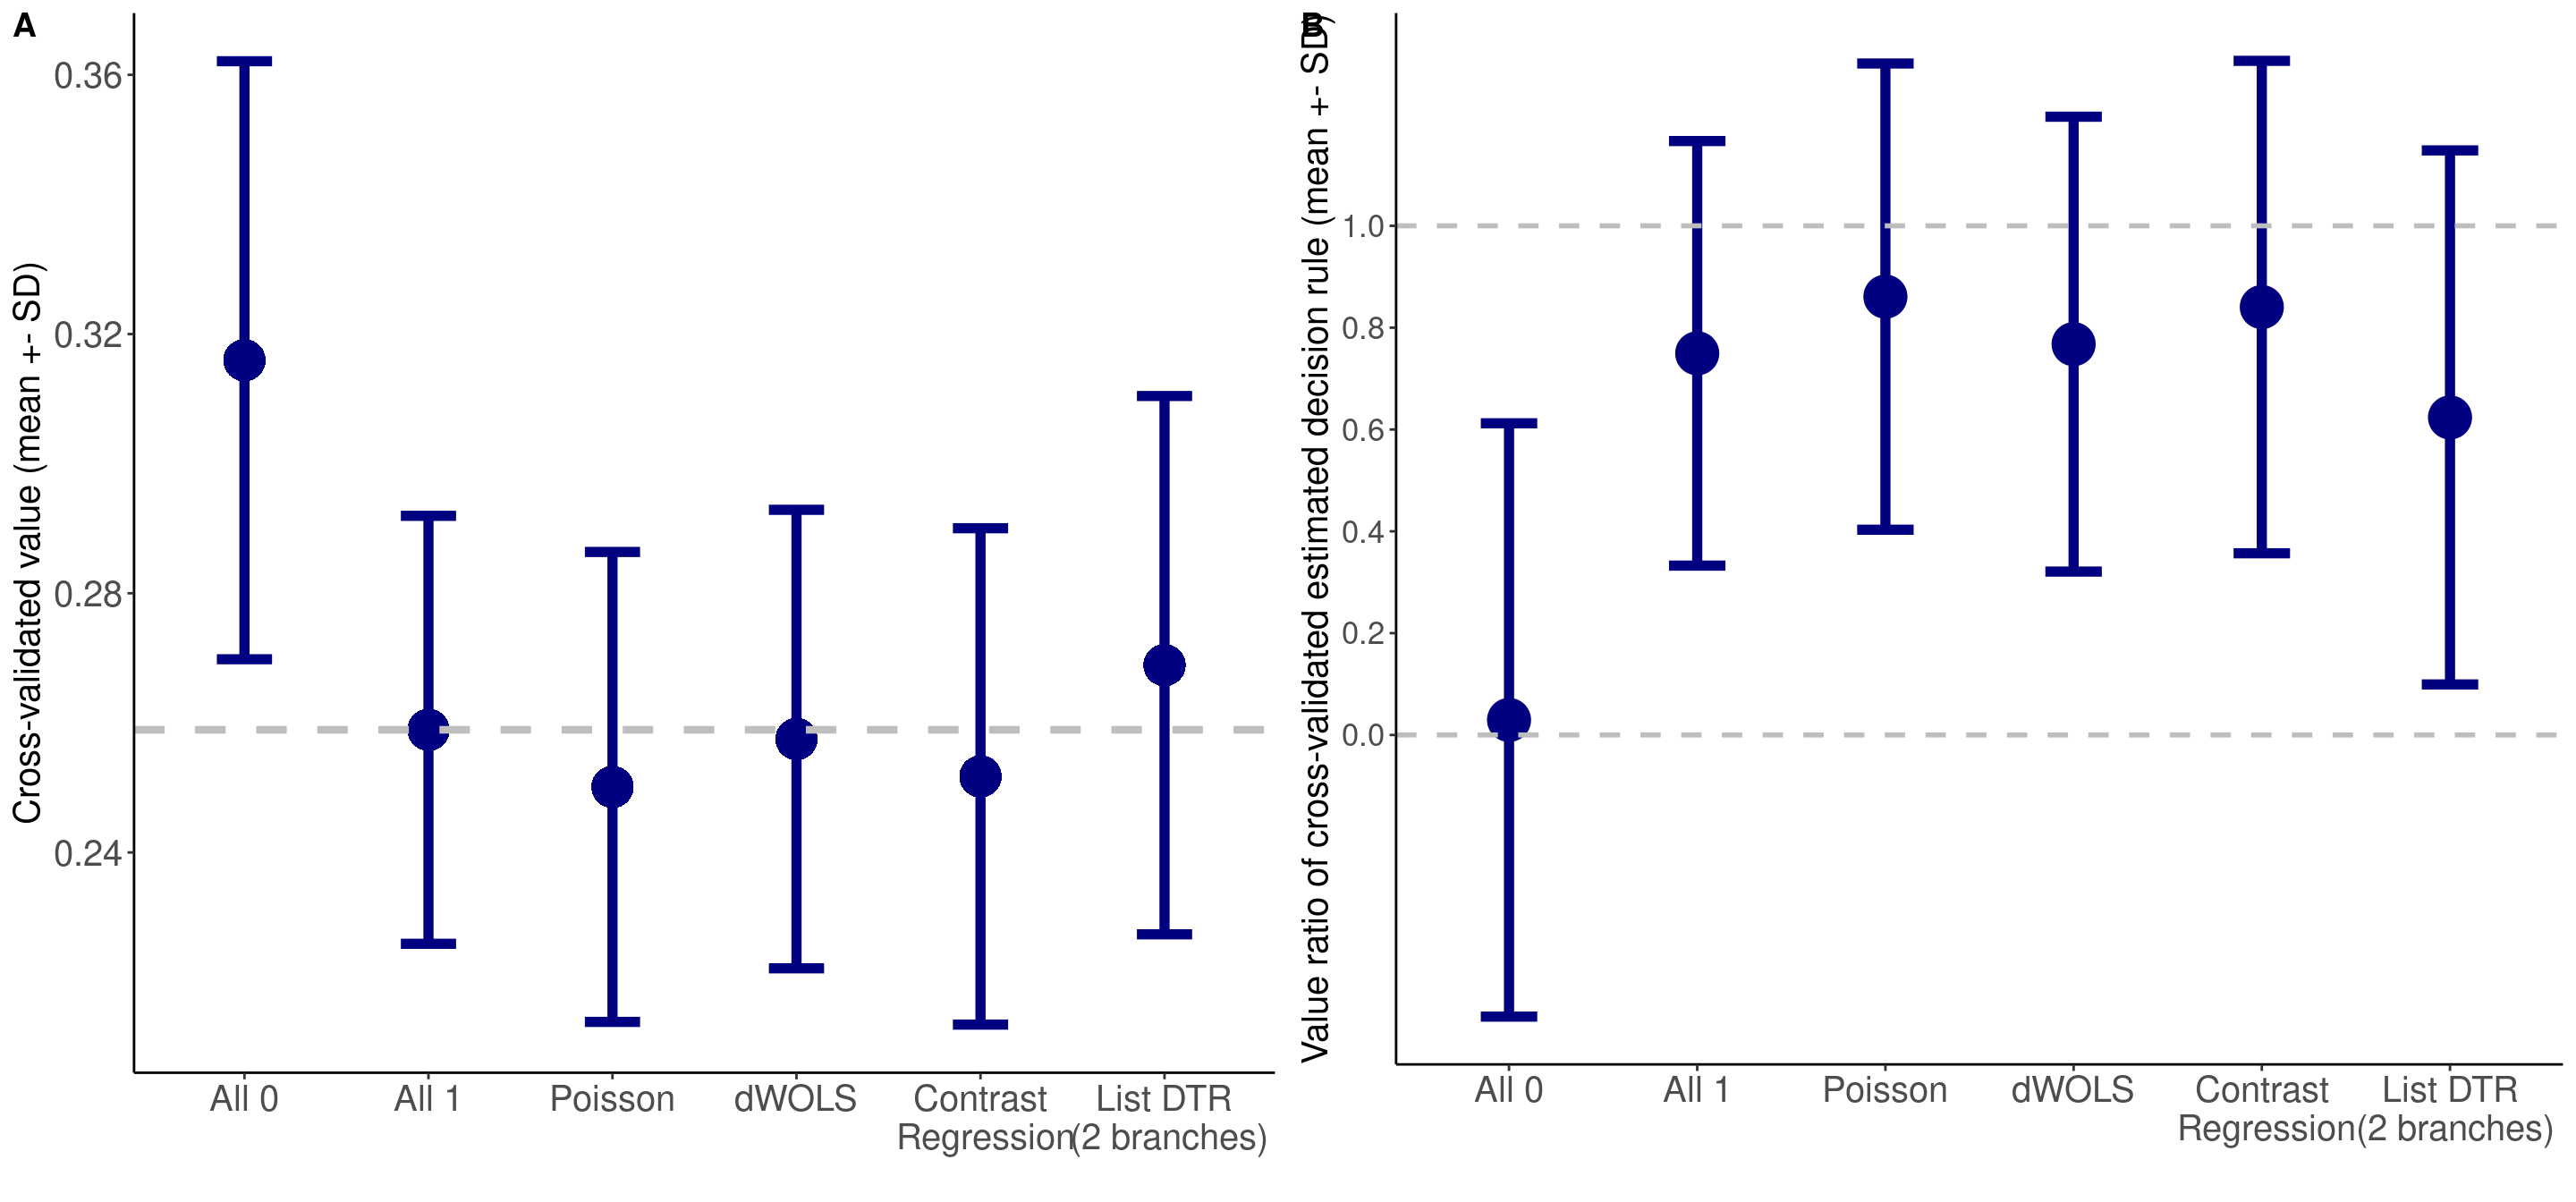 A
Cross-validated value (mean +- SD)
0.36
0.32
0.28
0.24
All 0
All 1
Poisson
dWOLS
Contrast
Regression
List DTR
(2 branches)
B
Value ratio of cross-validated estimated decision rule (mean +- SD)
1.0
0.8
0.6
0.4
0.2
0.0
All 0
All 1
Poisson
dWOLS
Contrast
Regression
List DTR
(2 branches)